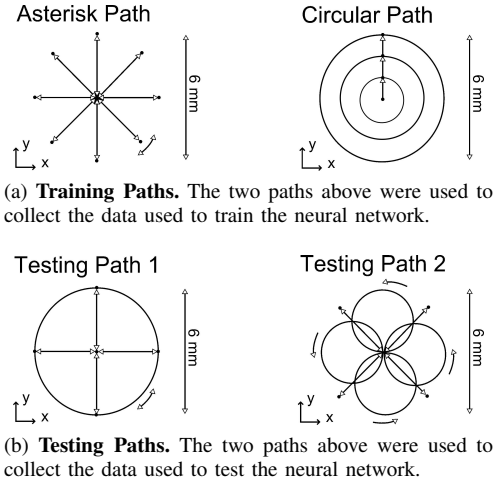 Asterisk Path
Circular Path
6 mm
6 mm
y
x
y
x
(a) Training Paths. The two paths above were used to
collect the data used to train the neural network.
Testing Path 1
Testing Path 2
6 mm
6 mm
y
x
y
x
(b) Testing Paths. The two paths above were used to
collect the data used to test the neural network.